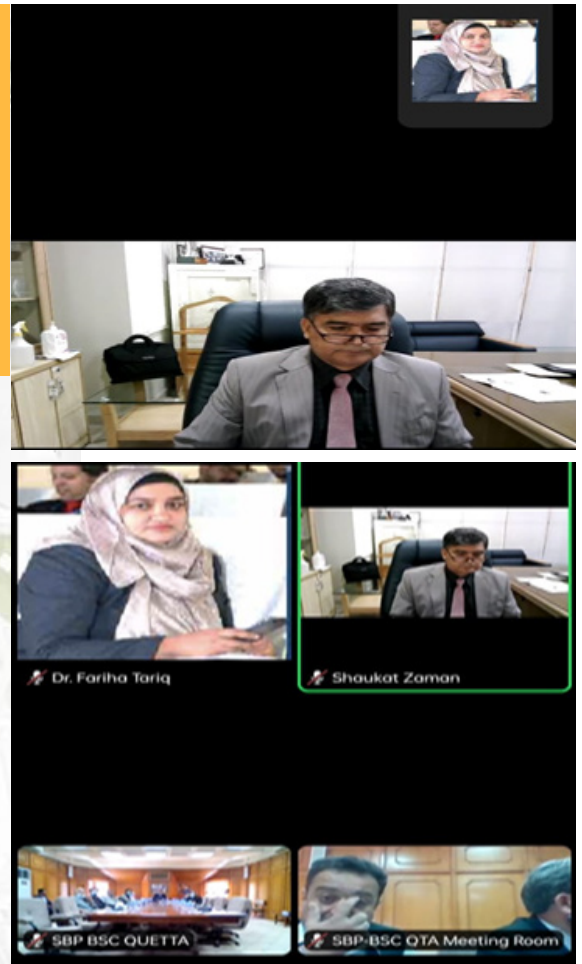 Dr. Fariha Tariq
Shaukat Zaman
SBP BSC QUETTA
SBP-BSC QTA Meeting Room